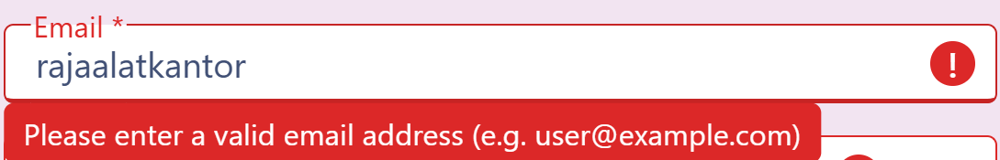 Email *
rajaalatkantor
!
Please enter a valid email address (e.g. user@example.com)